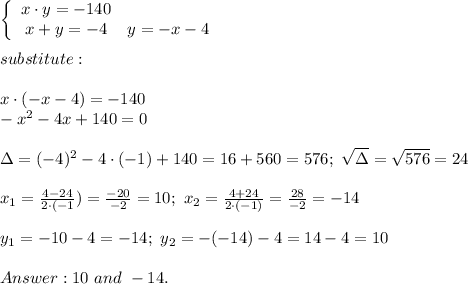 { x · y = −140
x + y = −4 y = −x − 4
substitute :
x · (−x − 4) = −140
− x² − 4x + 140 = 0
Δ = (−4)² − 4 · (−1) + 140 = 16 + 560 = 576; √Δ = √576 = 24
x₁ = (4−24)/(2·(−1)) = −20/−2 = 10; x₂ = (4+24)/(2·(−1)) = 28/−2 = −14
y₁ = −10 − 4 = −14; y₂ = −(−14) − 4 = 14 − 4 = 10
Answer : 10 and − 14.